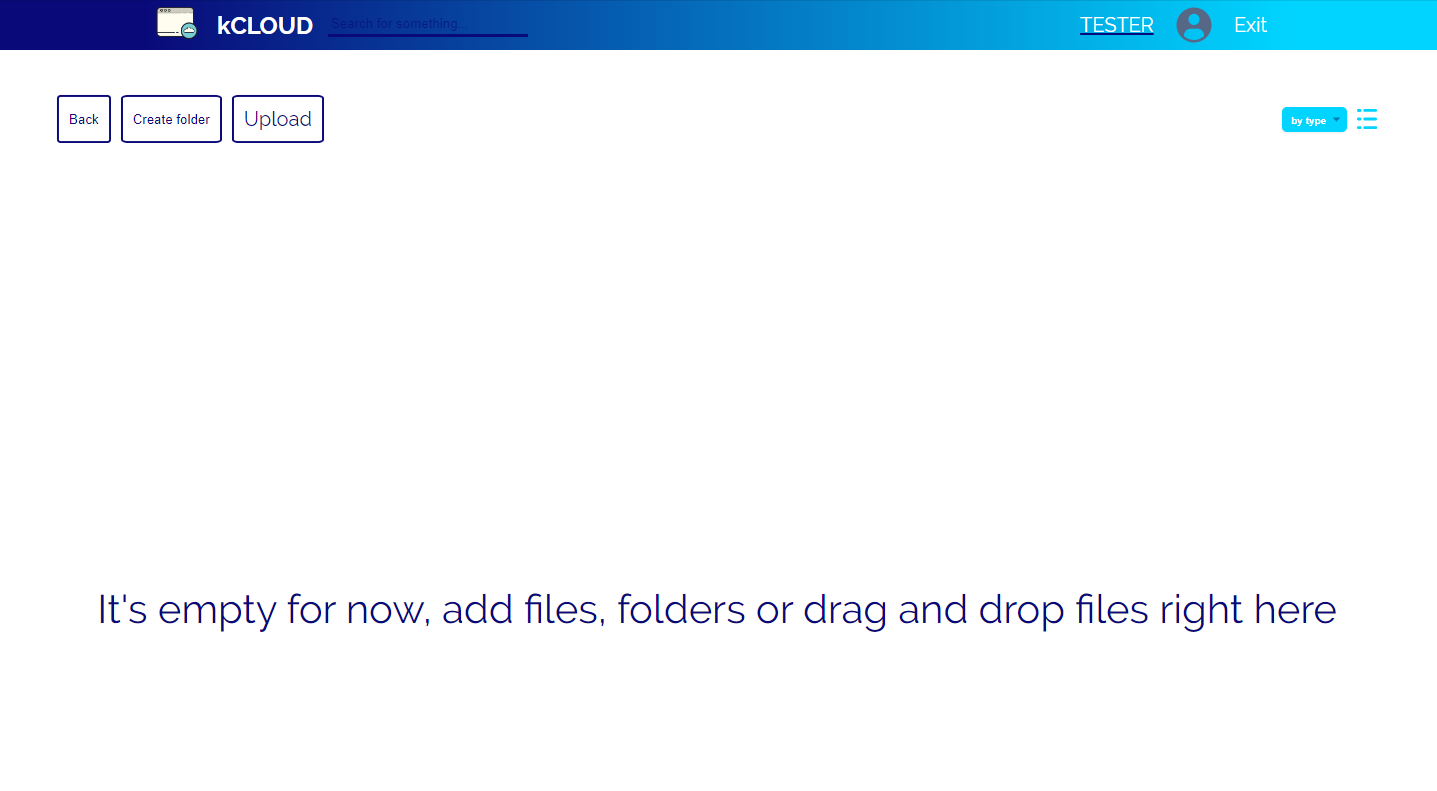 kCLOUD
Search for something...
TESTER
Exit
Back
Create folder
Upload
by type
It's empty for now, add files, folders or drag and drop files right here